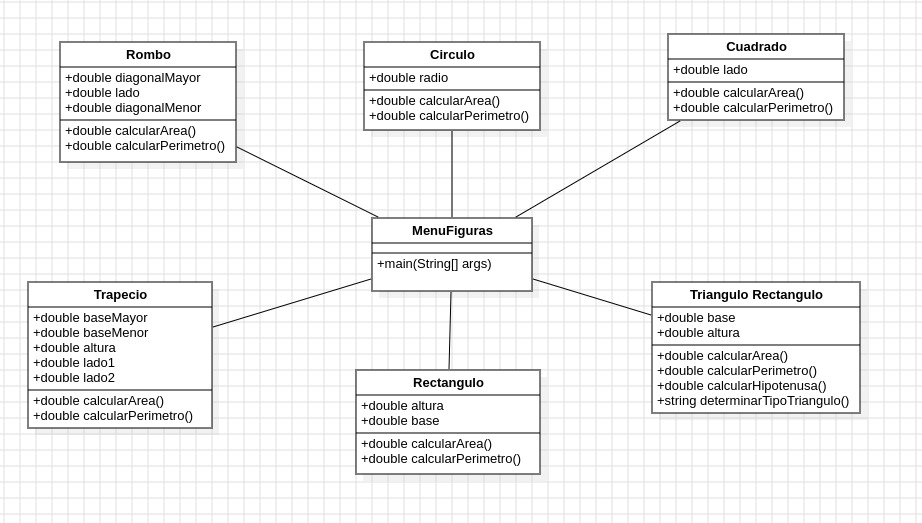 Rombo
+double diagonalMayor
+double lado
+double diagonalMenor
+double calcularArea()
+double calcularPerimetro()
Circulo
+double radio
+double calcularArea()
+double calcularPerimetro()
Cuadrado
+double lado
+double calcularArea()
+double calcularPerimetro()
MenuFiguras
+main(String[] args)
Trapecio
+double baseMayor
+double baseMenor
+double altura
+double lado1
+double lado2
+double calcularArea()
+double calcularPerimetro()
Rectangulo
+double altura
+double base
+double calcularArea()
+double calcularPerimetro()
Triangulo Rectangulo
+double base
+double altura
+double calcularArea()
+double calcularPerimetro()
+double calcularHipotenusa()
+string determinarTipoTriangulo()